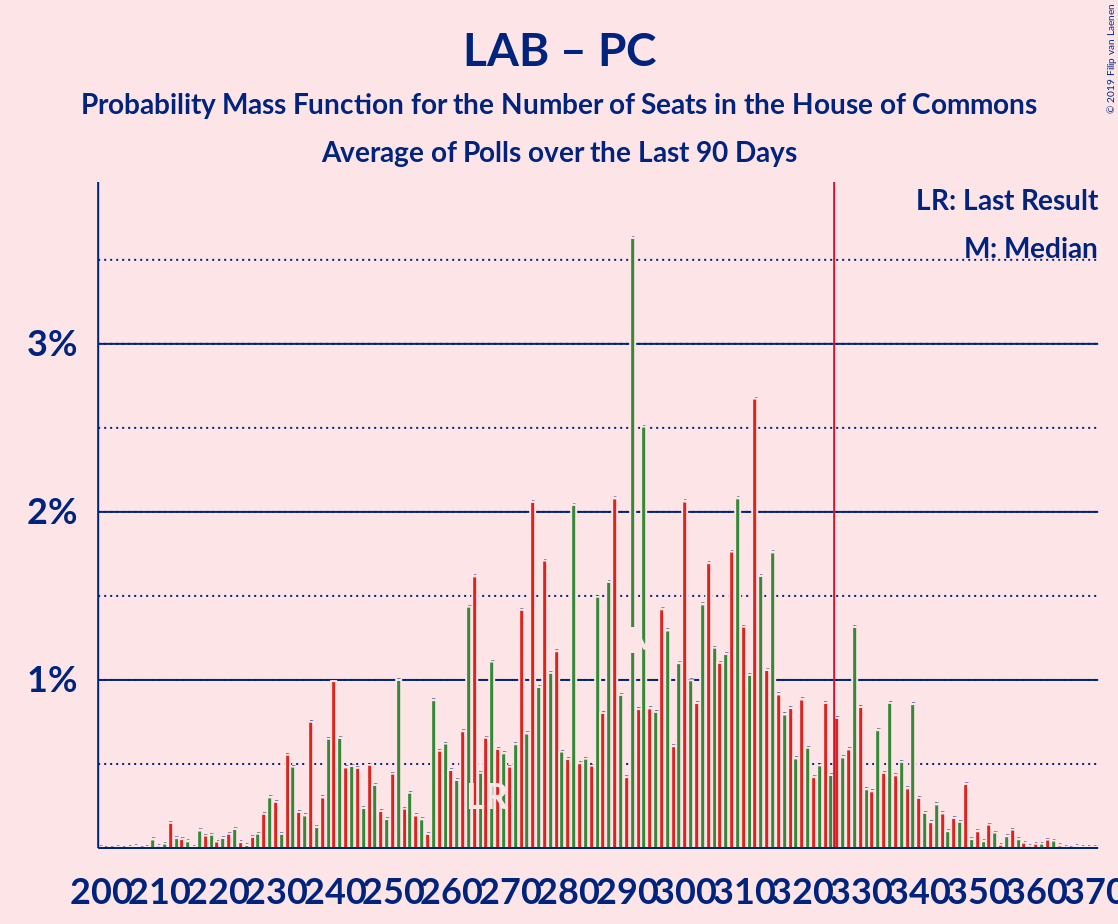 LAB – PC
Probability Mass Function for the Number of Seats in the House of Commons
Average of Polls over the Last 90 Days
© 2019 Filip van Laenen
LR: Last Result
M: Median
3%
2%
1%
LR
200 210 220 230 240 250 260 270 280 290 300 310 320 330 340 350 360 370